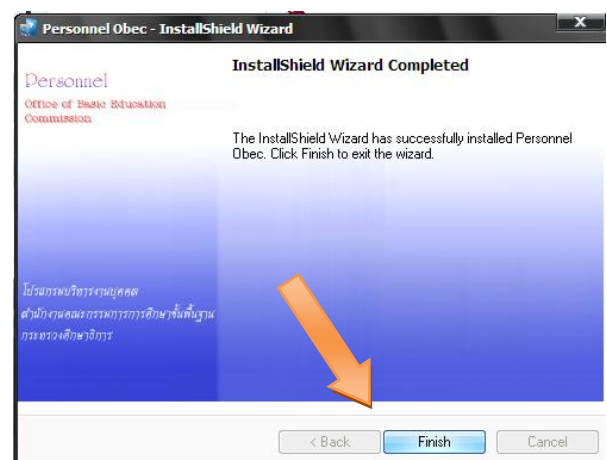 Personnel Obec - InstallShield Wizard
Personnel
Office of Basic Education
Commission
InstallShield Wizard Completed
The InstallShield Wizard has successfully installed Personnel
Obec. Click Finish to exit the wizard.
โปรแกรมบริหารงานบุคคล
สำนักงานคณะกรรมการการศึกษาขั้นพื้นฐาน
กระทรวงศึกษาธิการ
< Back
Finish
Cancel